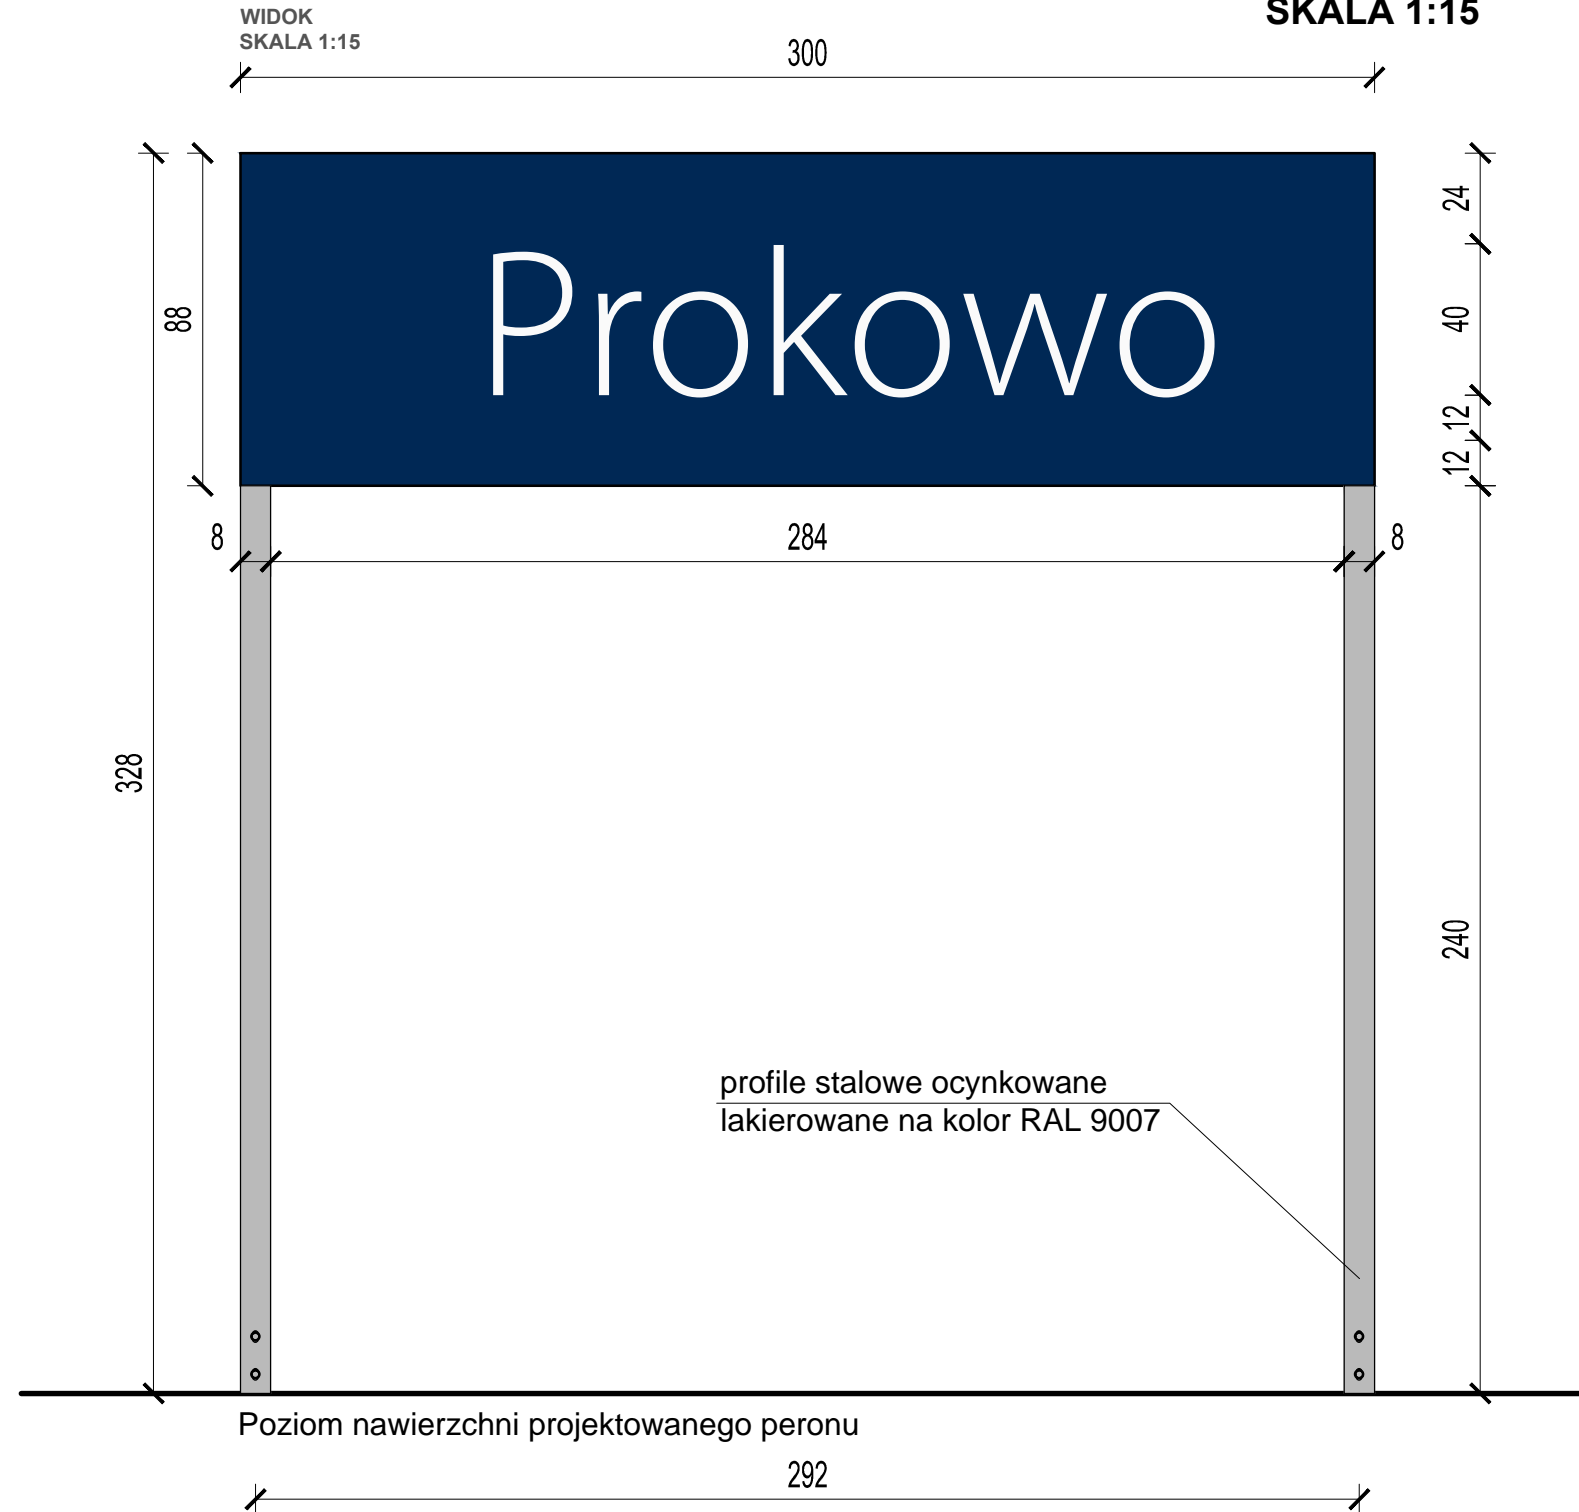 WIDOK
SKALA 1:15
SKALA 1:15
300
24
88
Prokowo
40
12
12
8
284
8
328
240
profile stalowe ocynkowane
lakierowane na kolor RAL 9007
Poziom nawierzchni projektowanego peronu
292